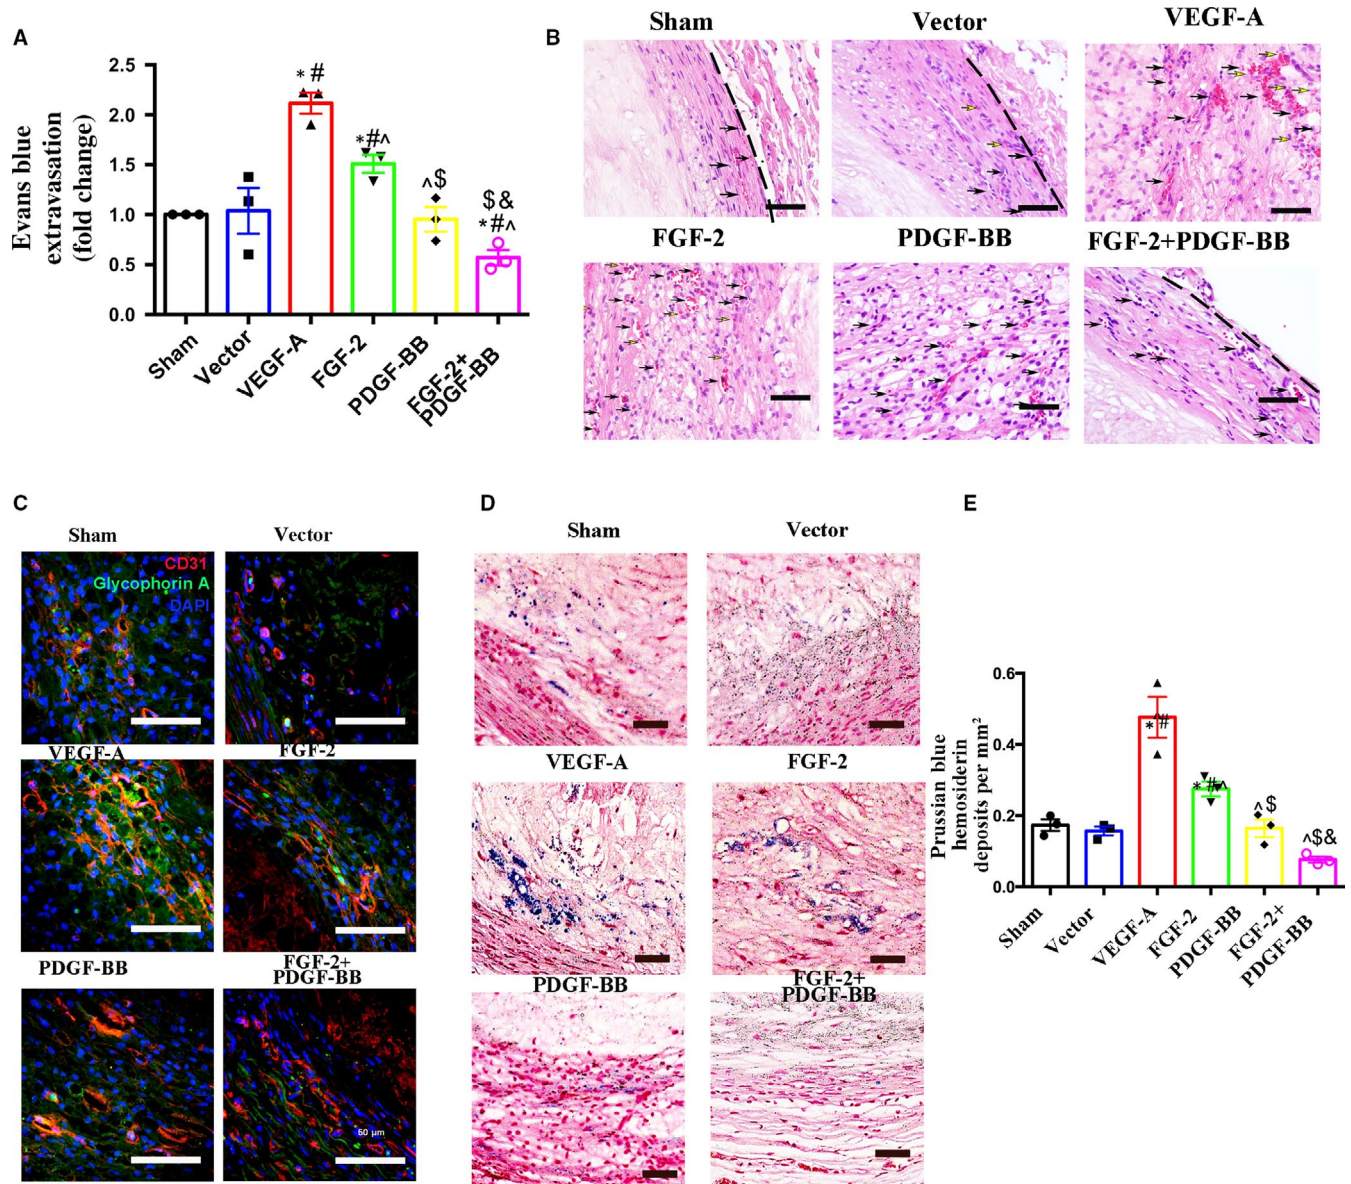 A
Evans blue
extravasation
(fold change)
2.5
2.0
1.5
1.0
0.5
0.0
* #
*#^
^$
$ &
*#^
Sham
Vector
VEGF-A
FGF-2
PDGF-BB
FGF-2+
PDGF-BB
B
Sham
Vector
VEGF-A
FGF-2
PDGF-BB
FGF-2+PDGF-BB
C
Sham
Vector
CD31
Glycophorin A
DAPI
VEGF-A
FGF-2
PDGF-BB
FGF-2+
PDGF-BB
60 µm
D
Sham
Vector
VEGF-A
FGF-2
PDGF-BB
FGF-2+
PDGF-BB
E
Prussian blue
hemosiderin
deposits per mm²
0.6
0.4
0.2
0.0
* #
* #^
^ $
^$&
Sham
Vector
VEGF-A
FGF-2
PDGF-BB
FGF-2+
PDGF-BB